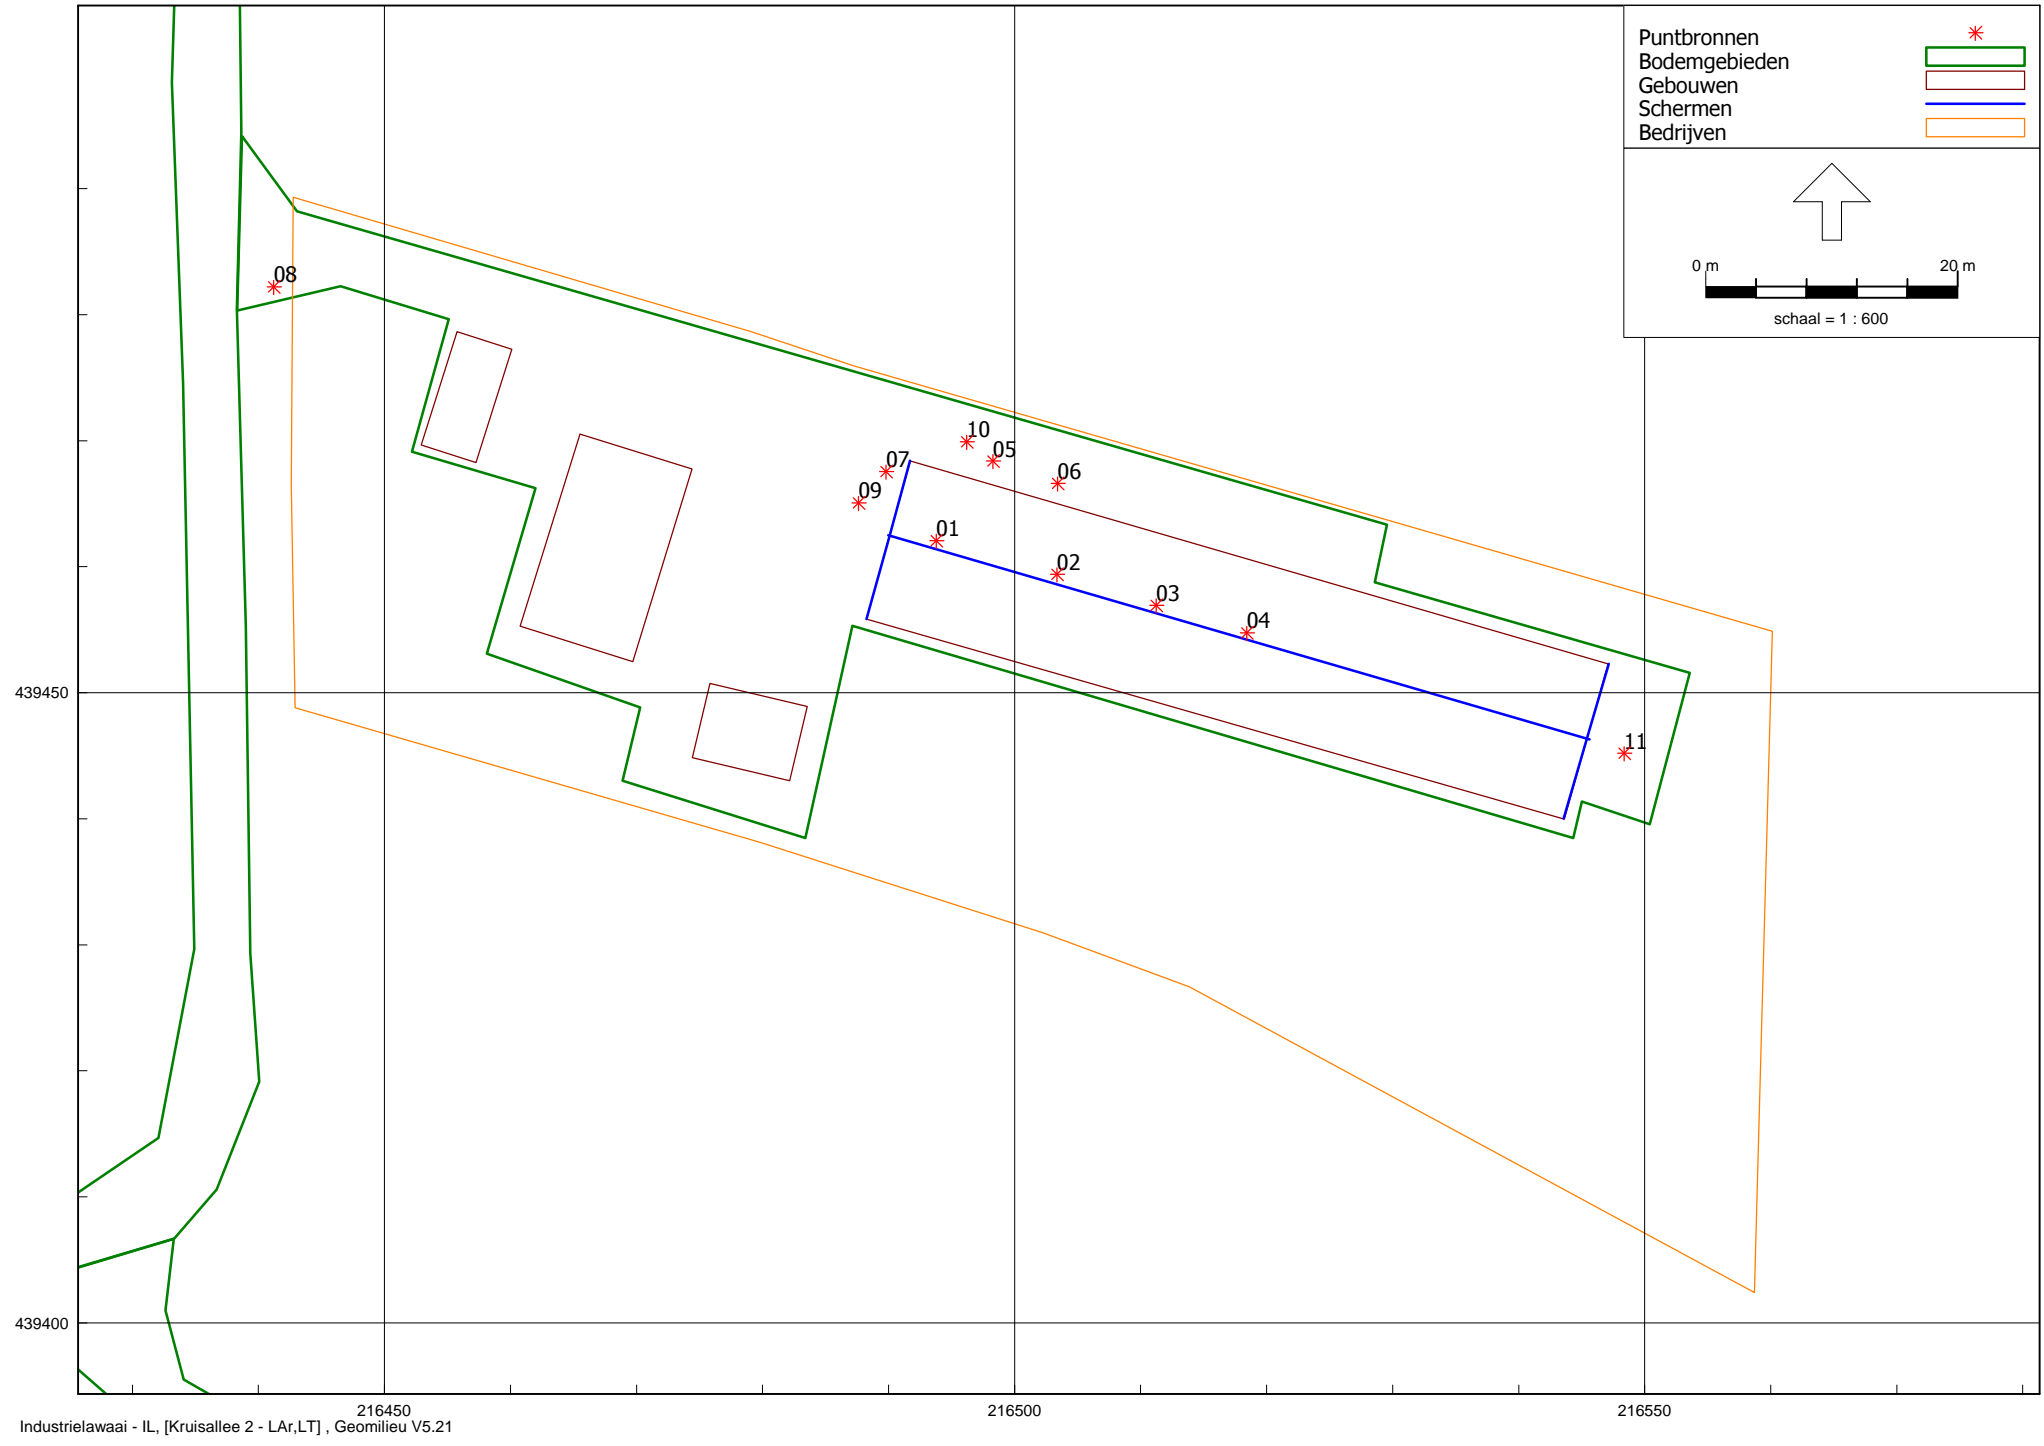 Puntbronnen
Bodemgebieden
Gebouwen
Schermen
Bedrijven
0 m 20 m
schaal = 1 : 600
08
10
05
07
06
09
01
02
03
04
11
439450
439400
216450 216500 216550
Industrielawaai - IL, [Kruisallee 2 - LAr,LT] , Geomilieu V5.21